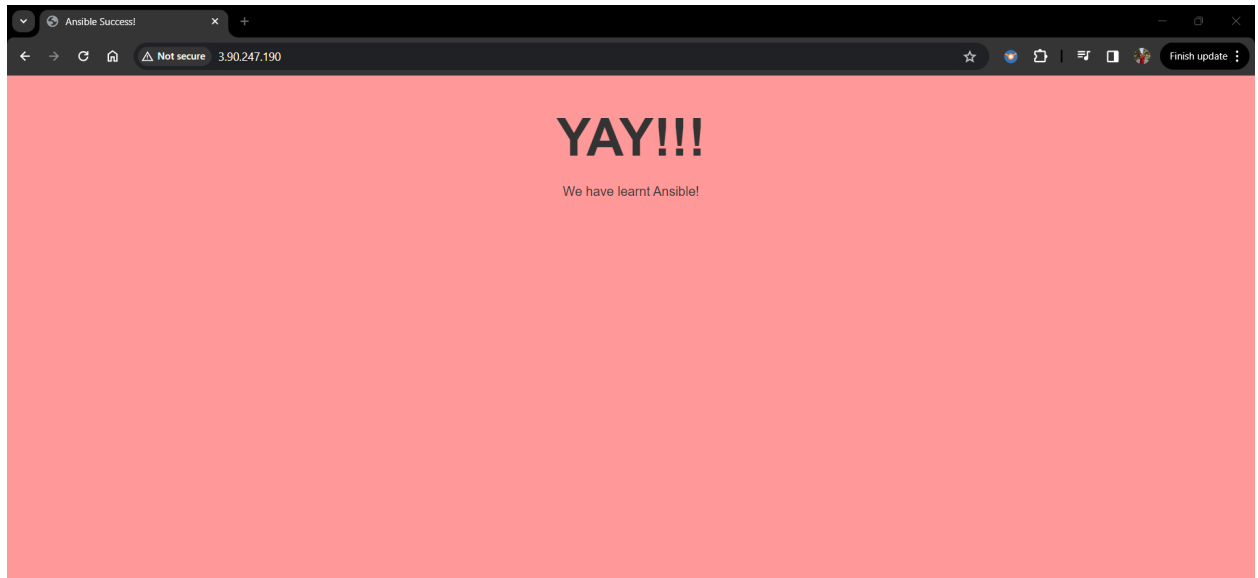 Ansible Success!
Not secure 3.90.247.190
Finish update
YAY!!!
We have learnt Ansible!